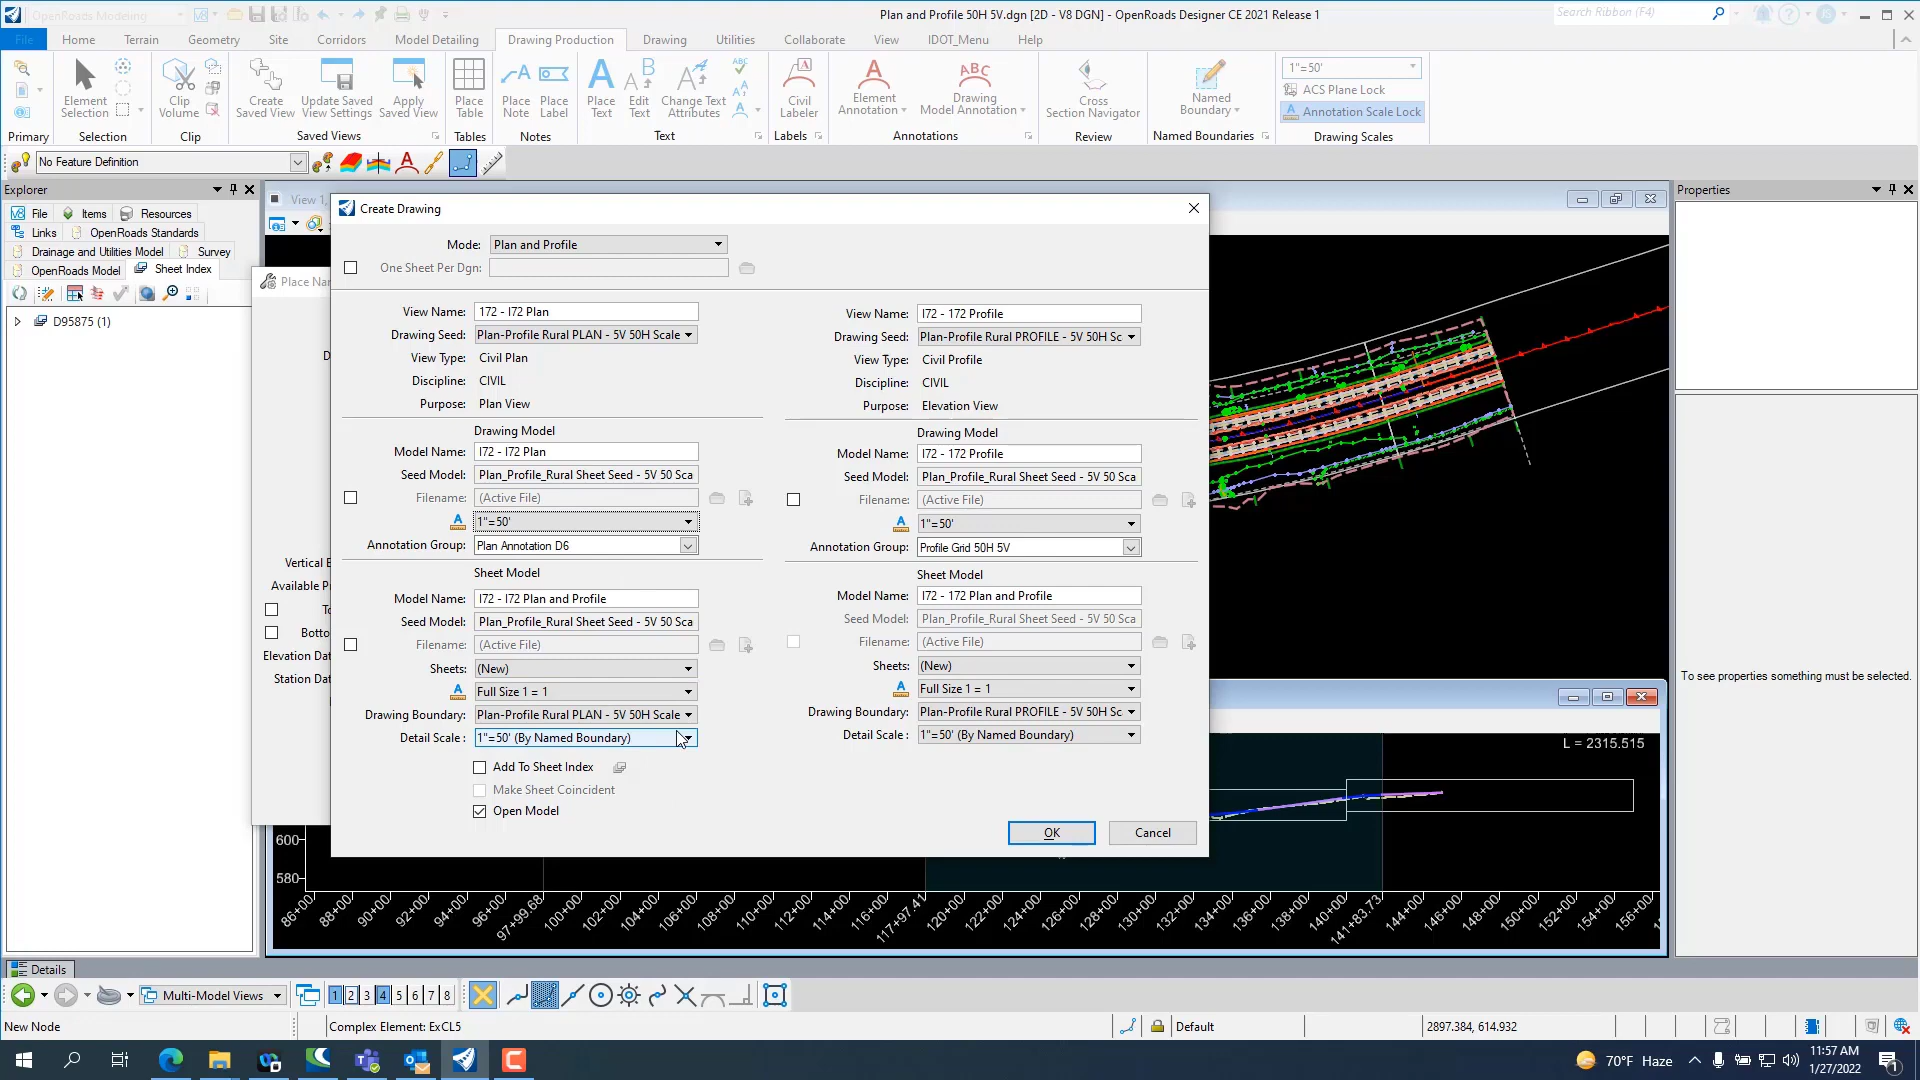 OpenRoads Modeling
Plan and Profile 50H 5V.dgn [2D - V8 DGN] - OpenRoads Designer CE 2021 Release 1
Search Ribbon (F4)
File Home Terrain Geometry Site Corridors Model Detailing Drawing Production Drawing Utilities Collaborate View IDOT_Menu Help
Element Selection
Clip Volume
Create Saved View
Update Saved View Settings
Apply Saved View
Place Table
Place Note
Place Label
Place Text
Edit Text
Change Text Attributes
Civil Labeler
Element Annotation
Drawing Model Annotation
Cross Section Navigator
Named Boundary
1"=50'
ACS Plane Lock
Annotation Scale Lock
Primary Selection Clip Saved Views Tables Notes Text Labels Annotations Review Named Boundaries Drawing Scales
No Feature Definition
Explorer
File Items Resources
Links OpenRoads Standards
Drainage and Utilities Model Survey
OpenRoads Model Sheet Index
D95875 (1)
View 1,
Properties
To see properties something must be selected.
Place Na
D
Vertical E
Available P
To
Botto
Elevation Dat
Station Dat
Create Drawing
Mode: Plan and Profile
One Sheet Per Dgn:
View Name: 172 - I72 Plan
Drawing Seed: Plan-Profile Rural PLAN - 5V 50H Scale
View Type: Civil Plan
Discipline: CIVIL
Purpose: Plan View
Drawing Model
Model Name: I72 - I72 Plan
Seed Model: Plan_Profile_Rural Sheet Seed - 5V 50 Sca
Filename: (Active File)
1"=50'
Annotation Group: Plan Annotation D6
Sheet Model
Model Name: I72 - I72 Plan and Profile
Seed Model: Plan_Profile_Rural Sheet Seed - 5V 50 Sca
Filename: (Active File)
Sheets: (New)
Full Size 1 = 1
Drawing Boundary: Plan-Profile Rural PLAN - 5V 50H Scale
Detail Scale : 1"=50' (By Named Boundary)
Add To Sheet Index
Make Sheet Coincident
Open Model
View Name: I72 - 172 Profile
Drawing Seed: Plan-Profile Rural PROFILE - 5V 50H Sc
View Type: Civil Profile
Discipline: CIVIL
Purpose: Elevation View
Drawing Model
Model Name: I72 - 172 Profile
Seed Model: Plan_Profile_Rural Sheet Seed - 5V 50 Sca
Filename: (Active File)
1"=50'
Annotation Group: Profile Grid 50H 5V
Sheet Model
Model Name: I72 - 172 Plan and Profile
Seed Model: Plan_Profile_Rural Sheet Seed - 5V 50 Sca
Filename: (Active File)
Sheets: (New)
Full Size 1 = 1
Drawing Boundary: Plan-Profile Rural PROFILE - 5V 50H Sc
Detail Scale: 1"=50' (By Named Boundary)
OK Cancel
L = 2315.515
600
580
86+00 88+00 90+00 92+00 94+00 96+00 97+99.68 100+00 102+00 104+00 106+00 108+00 110+00 112+00 114+00 116+00 117+97.41 120+00 122+00 124+00 126+00 128+00 130+00 132+00 134+00 136+00 138+00 140+00 141+83.73 144+00 146+00 148+00 150+00 152+00 154+00 156+00
Details
Multi-Model Views 1 2 3 4 5 6 7 8
New Node Complex Element: ExCL5 Default 2897.384, 614.932
70°F Haze
11:57 AM
1/27/2022
1